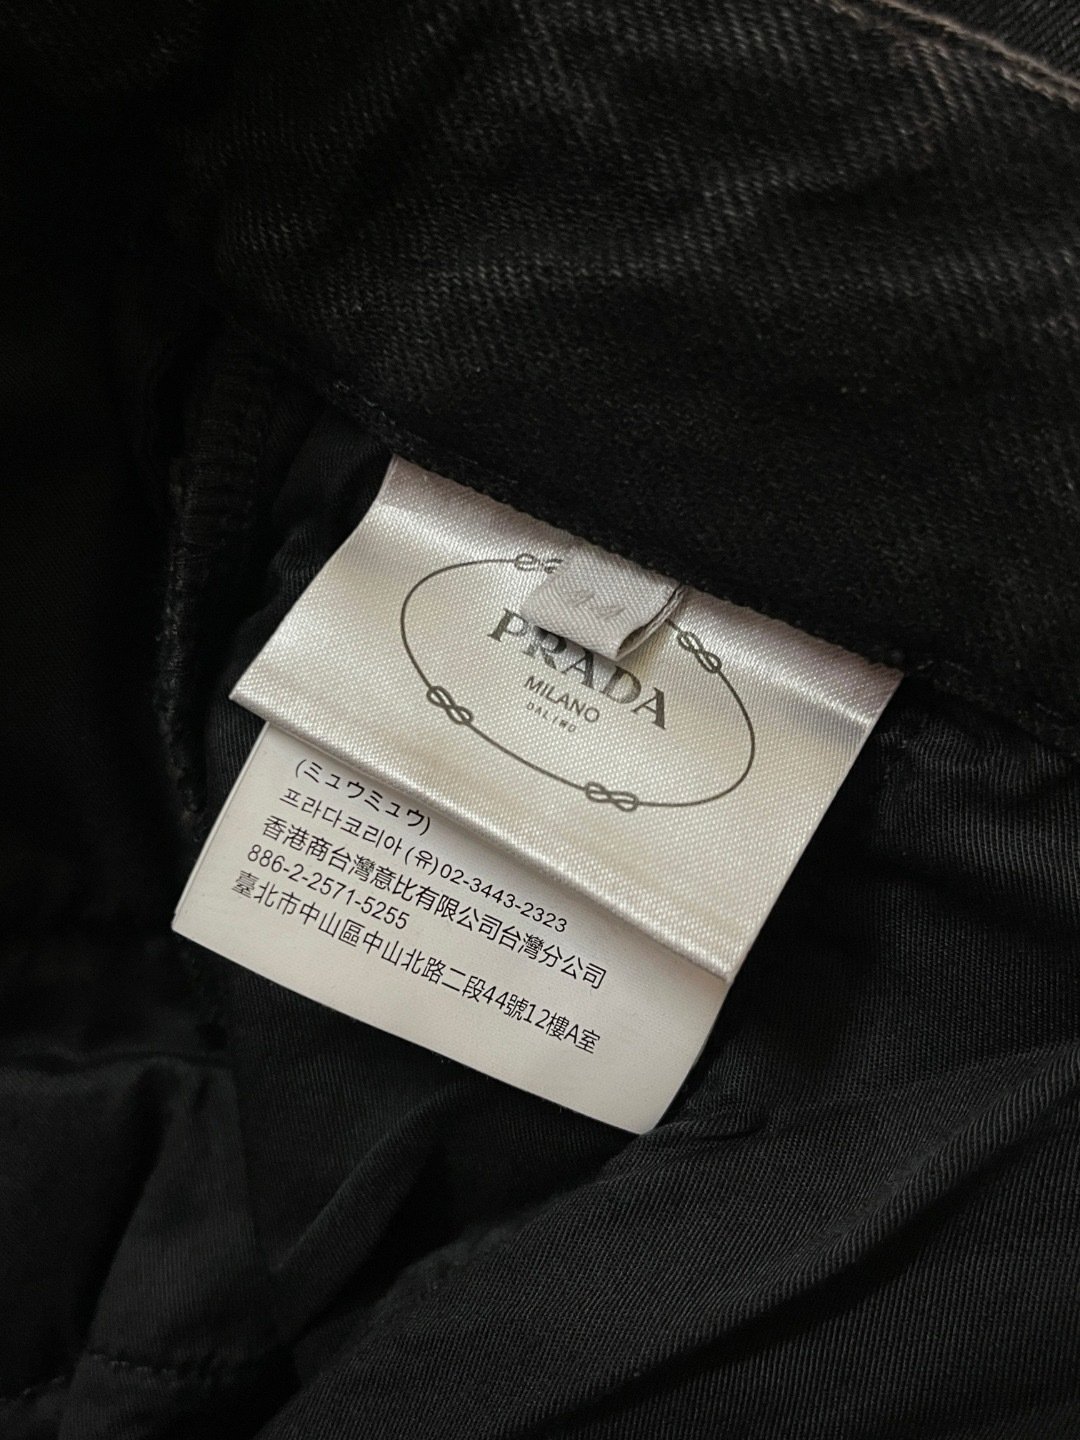 44
PRADA
MILANO
DAL 1913
(ミュウミュウ)
프라다코리아(유)02-3443-2323
香港商台灣意比有限公司台灣分公司
886-2-2571-5255
臺北市中山區中山北路二段44號12樓A室